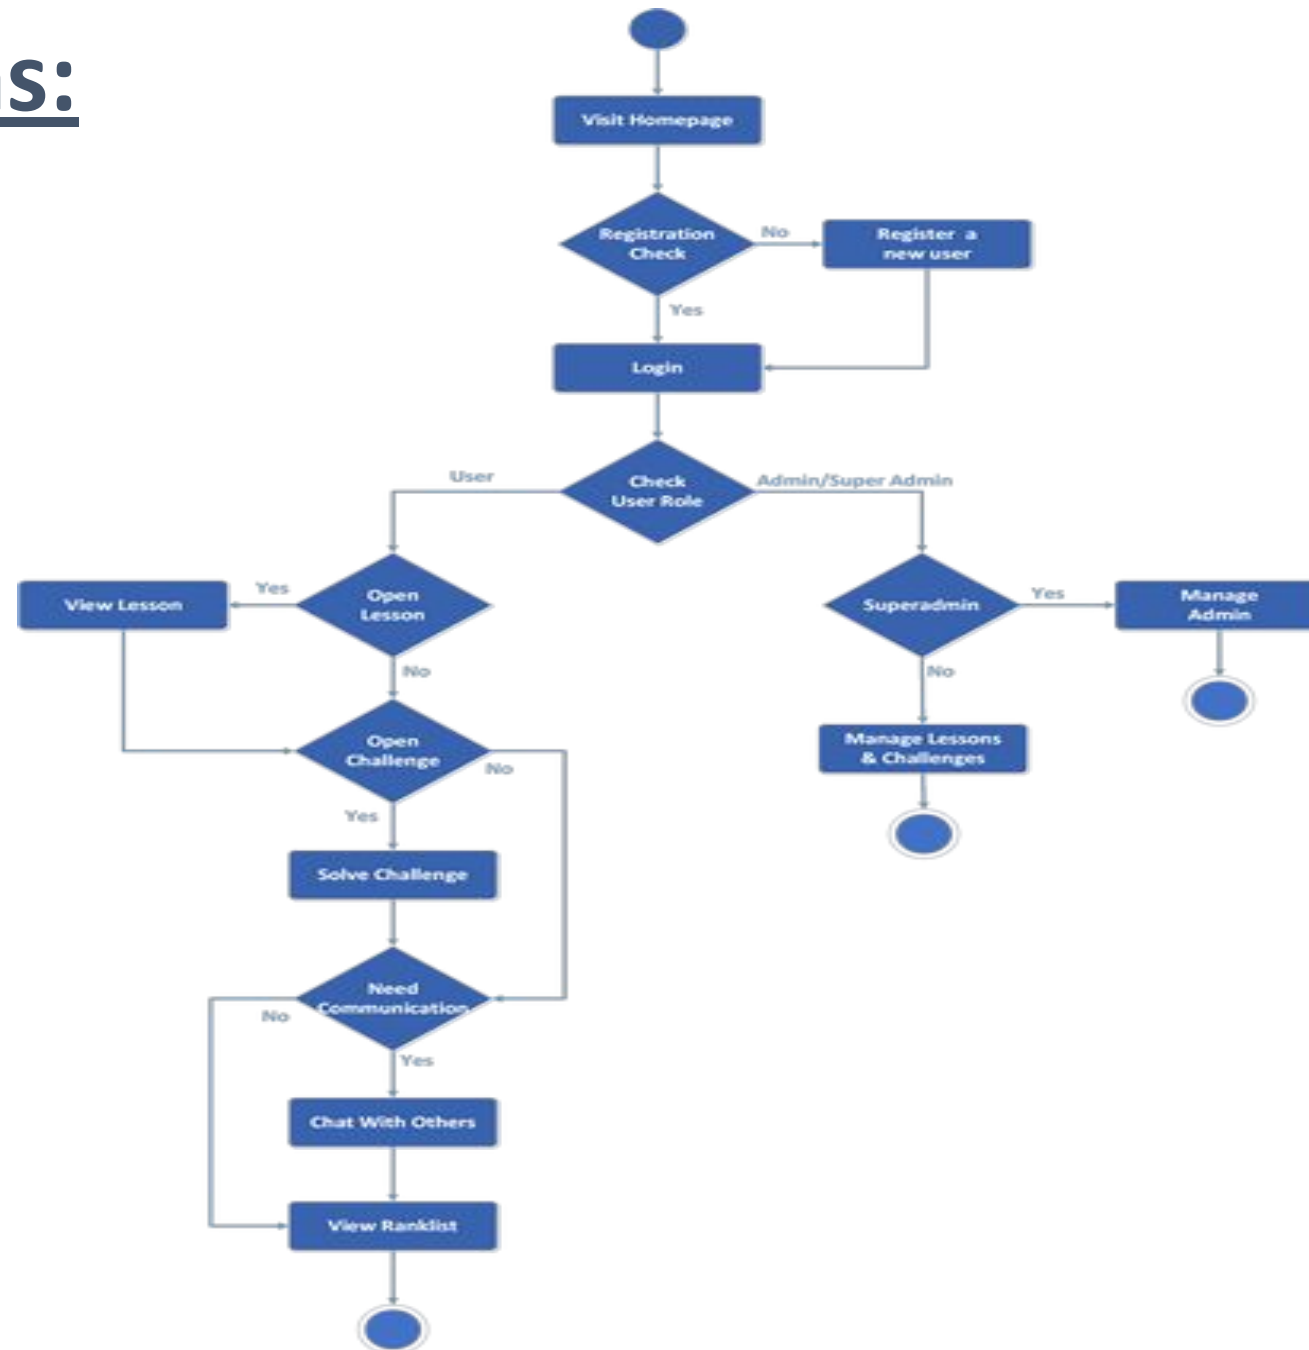 s:
Visit Homepage
Registration
Check
No
Register a
new user
Yes
Login
User
Check
User Role
Admin/Super Admin
View Lesson
Yes
Open
Lesson
Superadmin
Yes
Manage
Admin
No
No
Open
Challenge
No
Manage Lessons
& Challenges
Yes
Solve Challenge
Need
Communication
No
Yes
Chat With Others
View Ranklist